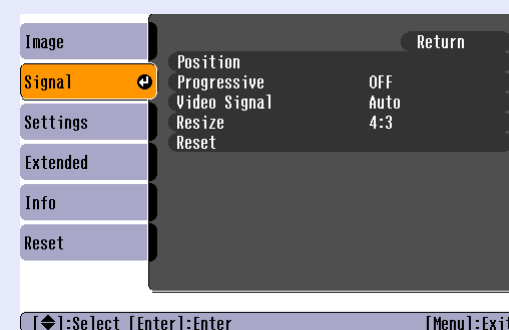 Image
Signal
Settings
Extended
Info
Reset
Return
Position
Progressive OFF
Video Signal Auto
Resize 4:3
Reset
[]:Select [Enter]:Enter [Menu]:Exit